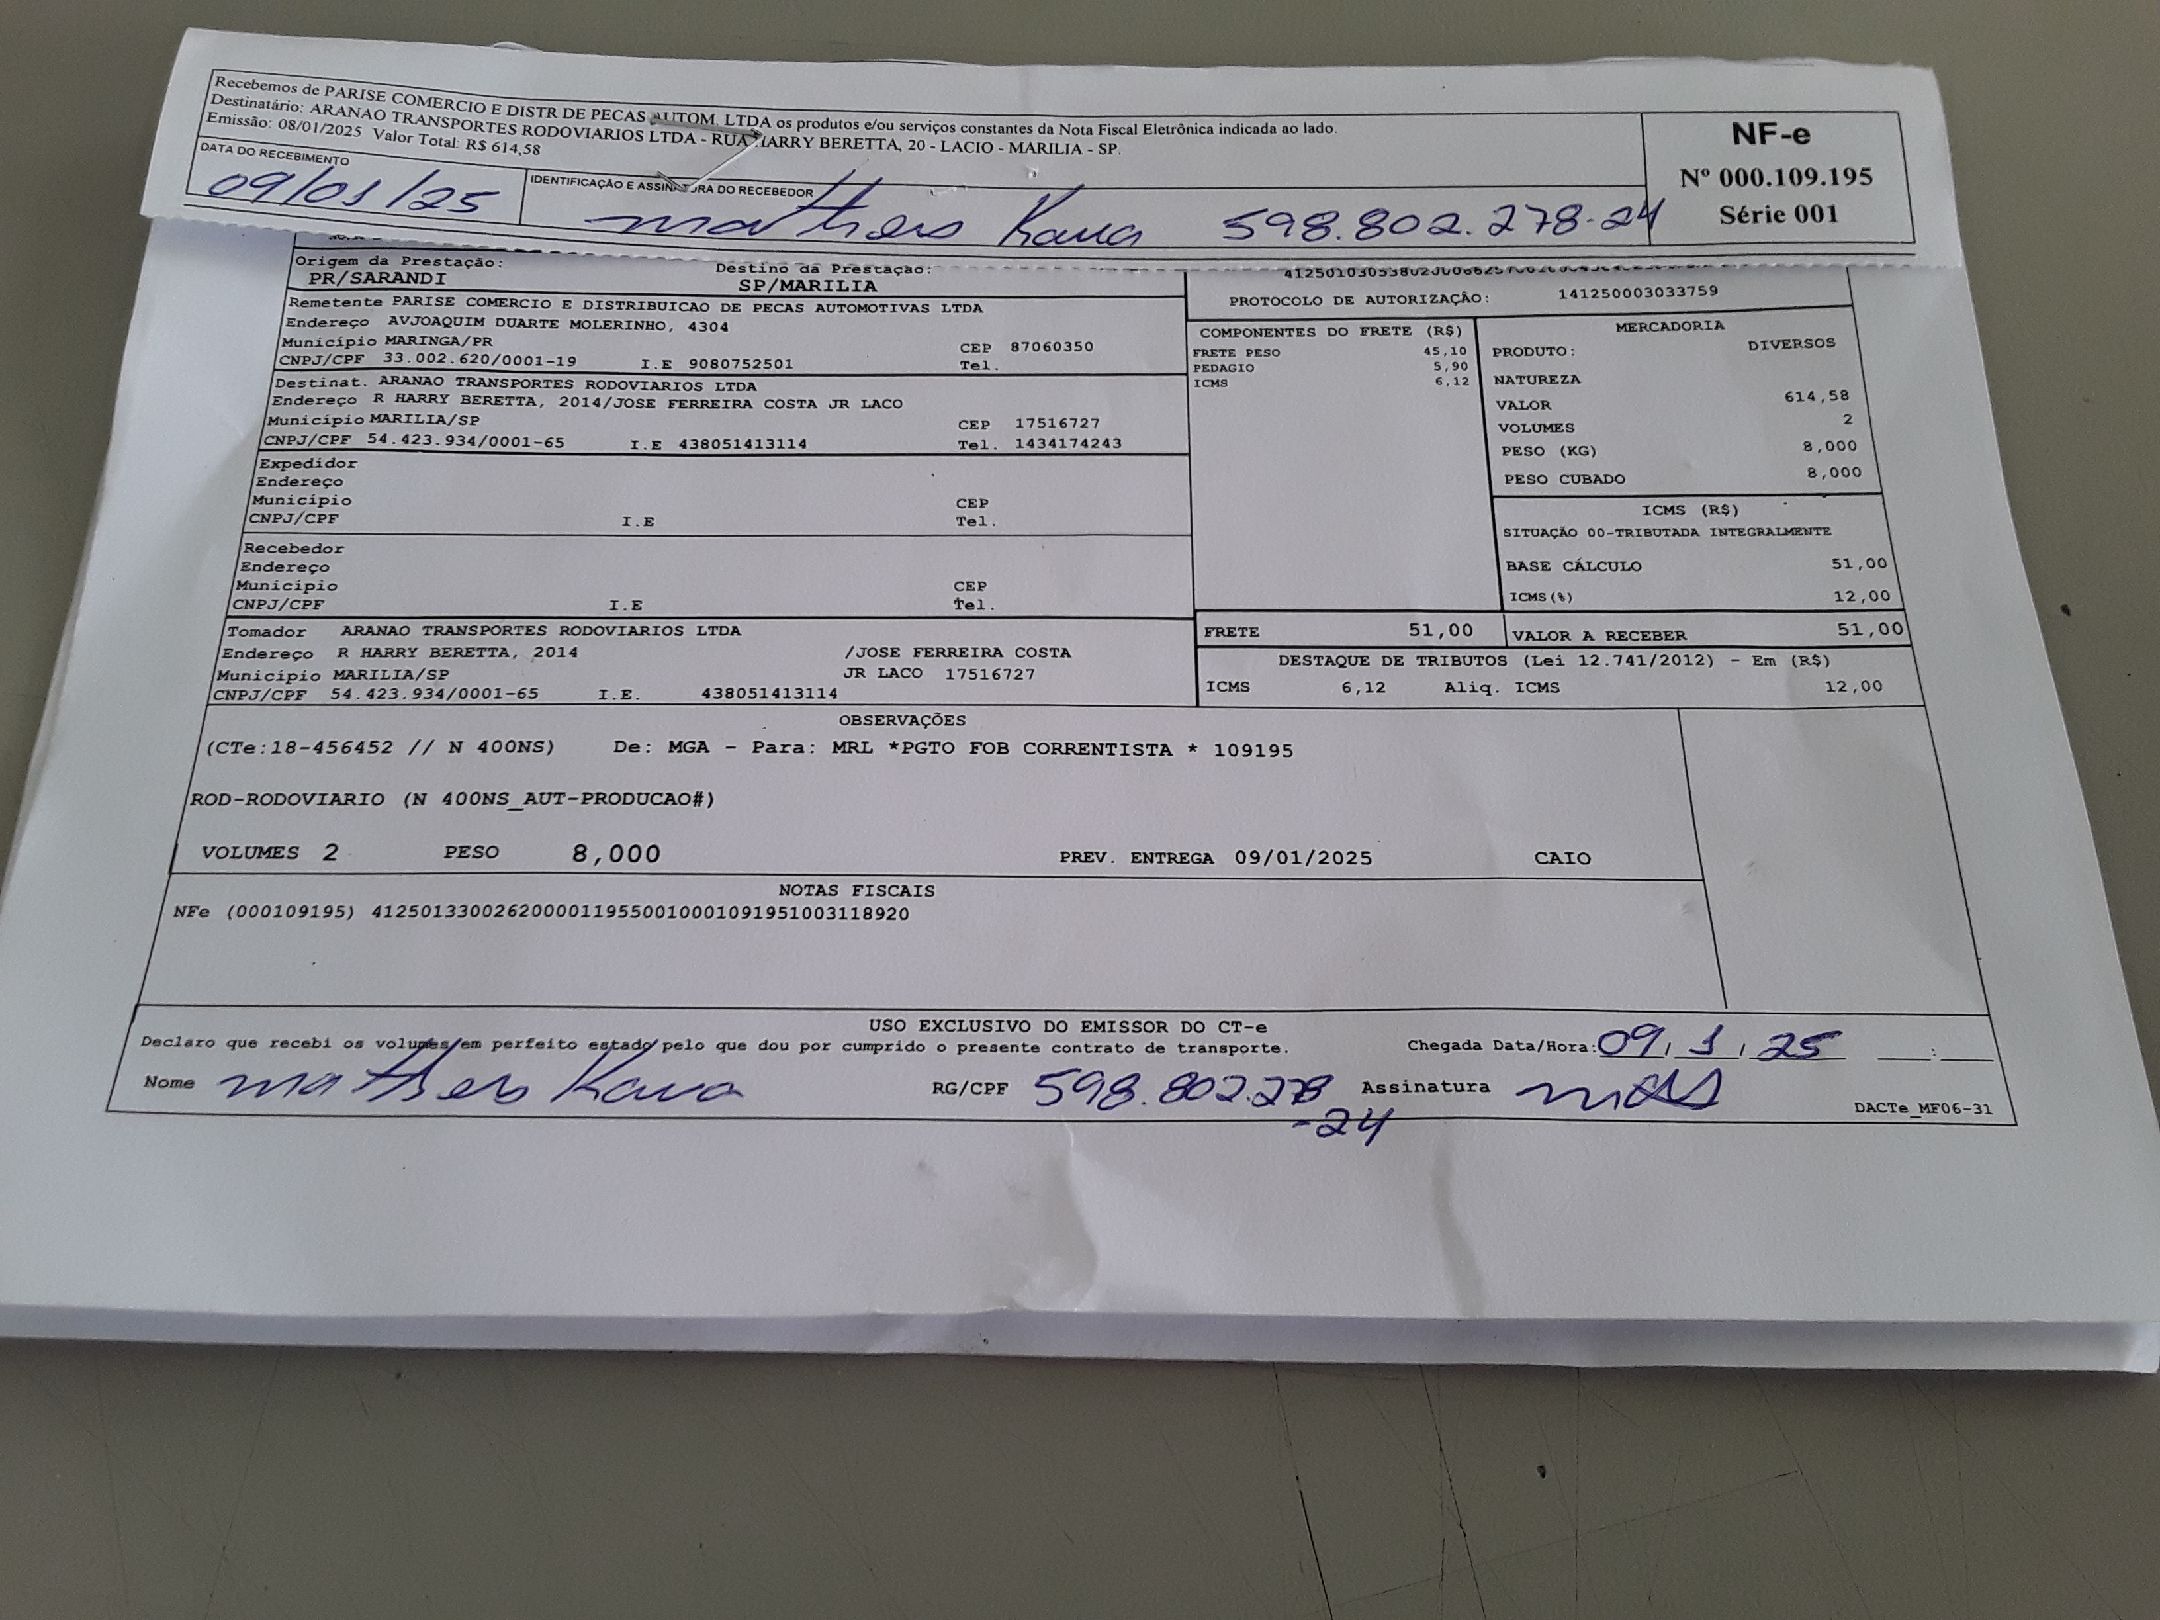 Recebemos de PARISE COMERCIO E DISTR DE PECAS AUTOM. LTDA os produtos e/ou serviços constantes da Nota Fiscal Eletrônica indicada ao lado.
Destinatário: ARANAO TRANSPORTES RODOVIARIOS LTDA - RUA HARRY BERETTA, 20 - LACIO - MARILIA - SP.
Emissão: 08/01/2025 Valor Total: R$ 614,58
DATA DO RECEBIMENTO
09/01/25
IDENTIFICAÇÃO E ASSINATURA DO RECEBEDOR
Matheus Kaua 598.802.278-24
NF-e
Nº 000.109.195
Série 001
Origem da Prestação: Destino da Prestação:
PR/SARANDI SP/MARILIA
Remetente PARISE COMERCIO E DISTRIBUICAO DE PECAS AUTOMOTIVAS LTDA
Endereço AVJOAQUIM DUARTE MOLERINHO, 4304
Município MARINGA/PR CEP 87060350
CNPJ/CPF 33.002.620/0001-19 I.E 9080752501 Tel.
Destinat. ARANAO TRANSPORTES RODOVIARIOS LTDA
Endereço R HARRY BERETTA, 2014/JOSE FERREIRA COSTA JR LACO
Município MARILIA/SP CEP 17516727
CNPJ/CPF 54.423.934/0001-65 I.E 438051413114 Tel. 1434174243
Expedidor
Endereço
Município CEP
CNPJ/CPF I.E Tel.
Recebedor
Endereço
Município CEP
CNPJ/CPF I.E Tel.
Tomador ARANAO TRANSPORTES RODOVIARIOS LTDA
Endereço R HARRY BERETTA, 2014 /JOSE FERREIRA COSTA
Município MARILIA/SP JR LACO 17516727
CNPJ/CPF 54.423.934/0001-65 I.E. 438051413114
PROTOCOLO DE AUTORIZAÇÃO: 141250003033759
COMPONENTES DO FRETE (R$)
FRETE PESO 45,10
PEDAGIO 5,90
ICMS 6,12
MERCADORIA
PRODUTO: DIVERSOS
NATUREZA
VALOR 614,58
VOLUMES 2
PESO (KG) 8,000
PESO CUBADO 8,000
ICMS (R$)
SITUAÇÃO 00-TRIBUTADA INTEGRALMENTE
BASE CÁLCULO 51,00
ICMS(%) 12,00
FRETE 51,00 VALOR A RECEBER 51,00
DESTAQUE DE TRIBUTOS (Lei 12.741/2012) - Em (R$)
ICMS 6,12 Aliq. ICMS 12,00
OBSERVAÇÕES
(CTe:18-456452 // N 400NS) De: MGA - Para: MRL *PGTO FOB CORRENTISTA * 109195
ROD-RODOVIARIO (N 400NS_AUT-PRODUCAO#)
VOLUMES 2 PESO 8,000 PREV. ENTREGA 09/01/2025 CAIO
NOTAS FISCAIS
NFe (000109195) 41250133002620000119550010001091951003118920
USO EXCLUSIVO DO EMISSOR DO CT-e
Declaro que recebi os volumes em perfeito estado pelo que dou por cumprido o presente contrato de transporte. Chegada Data/Hora: 09, 1, 25 :
Nome Matheus Kaua RG/CPF 598.802.278 Assinatura
-24
DACTe_MF06-31